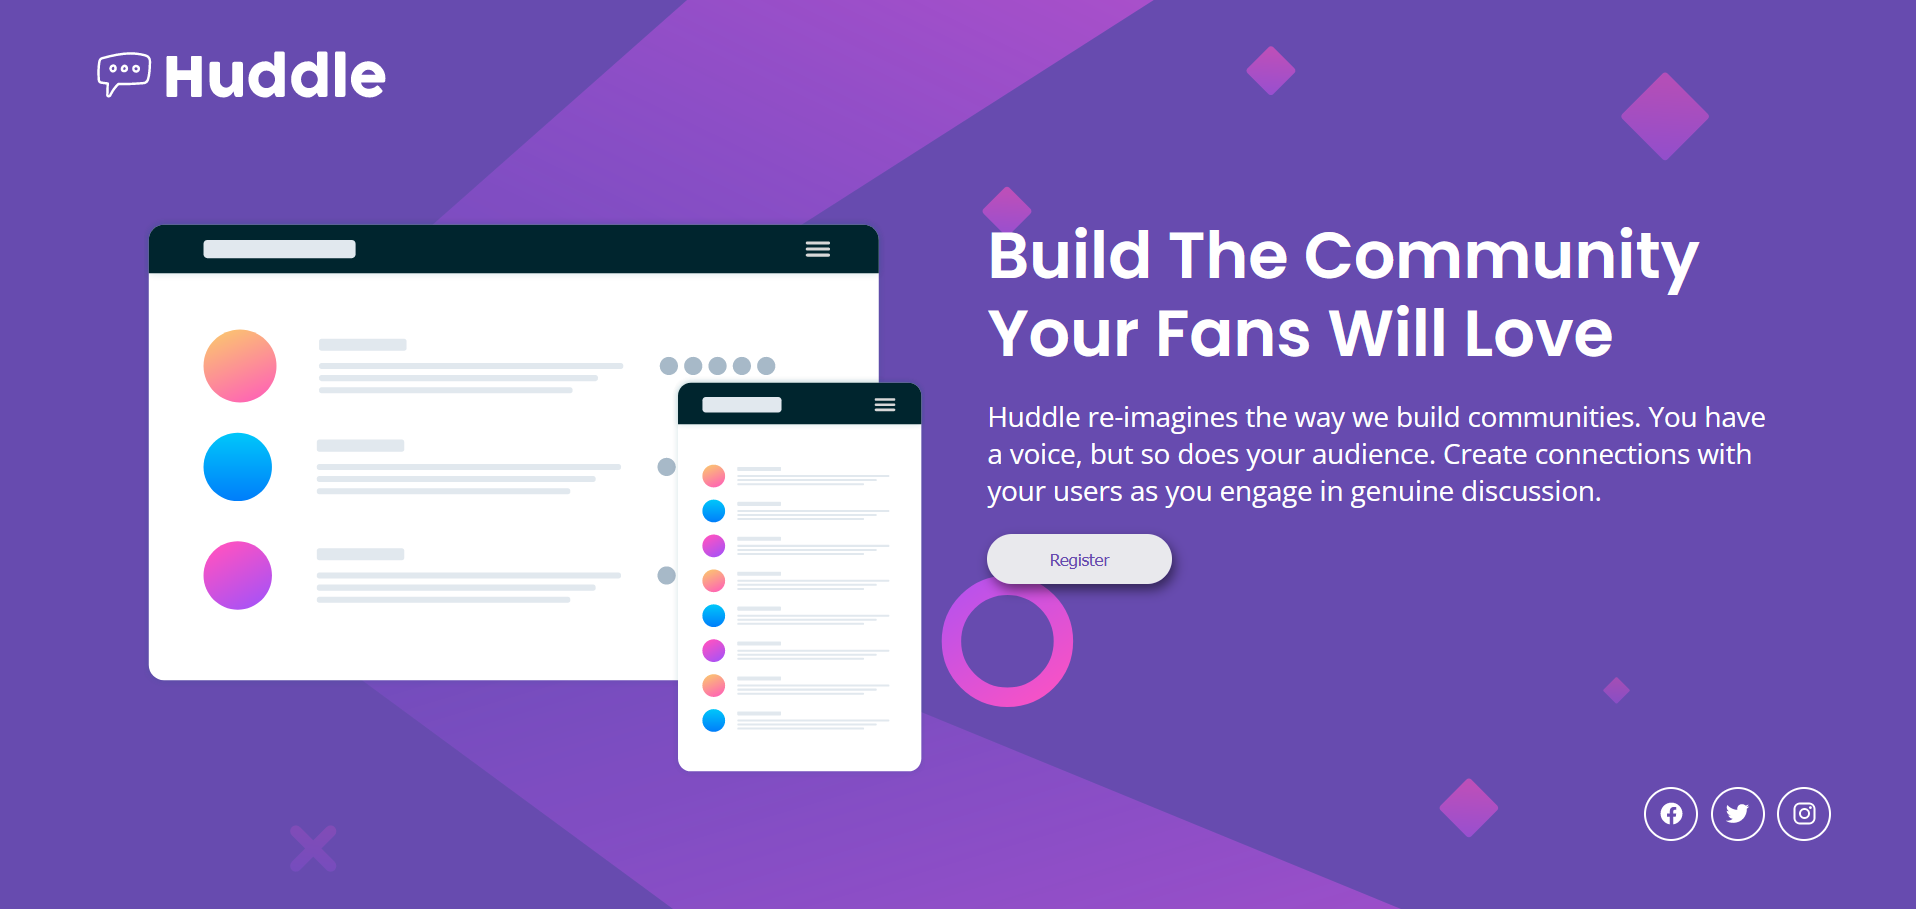 Huddle
Build The Community
Your Fans Will Love
Huddle re-imagines the way we build communities. You have
a voice, but so does your audience. Create connections with
your users as you engage in genuine discussion.
Register